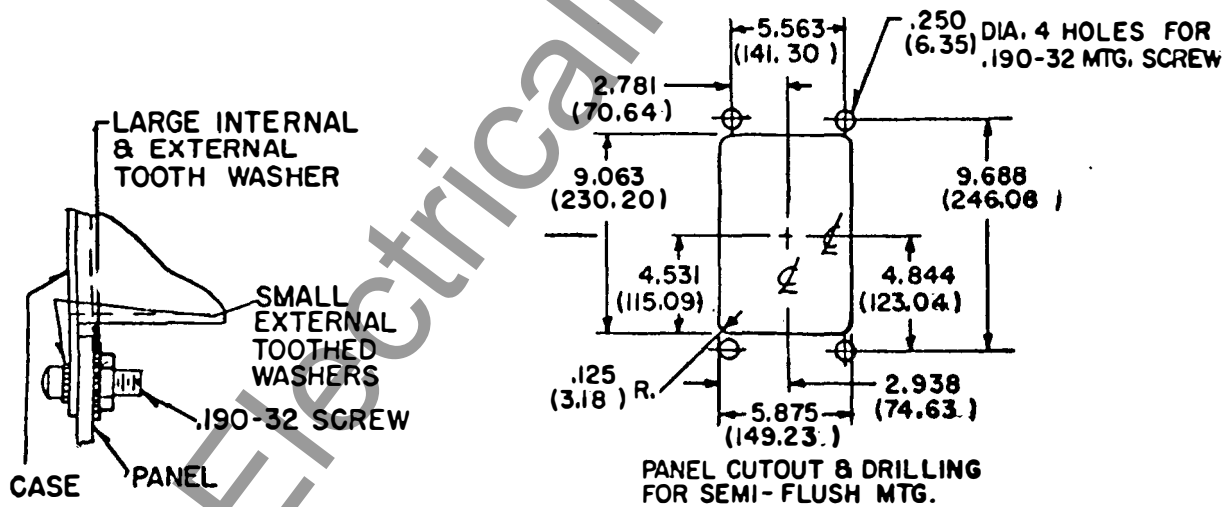 LARGE INTERNAL
& EXTERNAL
TOOTH WASHER
SMALL
EXTERNAL
TOOTHED
WASHERS
.190-32 SCREW
PANEL
CASE
5.563
(141.30 )
.250
(6.35)
DIA. 4 HOLES FOR
.190-32 MTG. SCREW
2.781
(70.64)
9.063
(230.20)
9.688
(246.08 )
4.531
(115.09)
4.844
(123.04)
.125
(3.18 ) R.
2.938
(74.63 )
5.875
(149.23 )
PANEL CUTOUT & DRILLING
FOR SEMI-FLUSH MTG.
Electrical